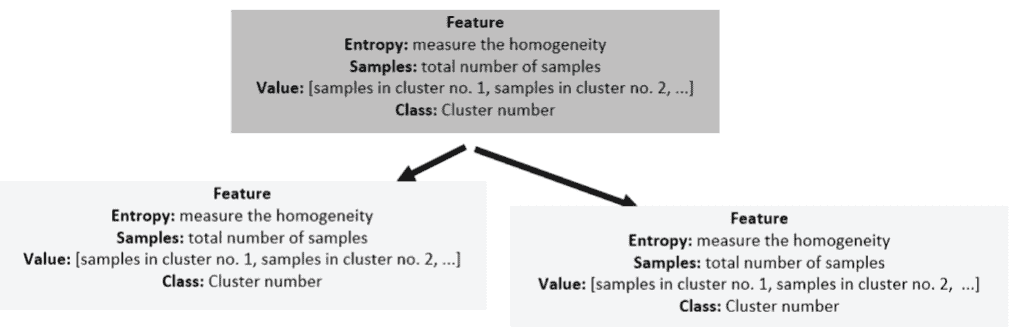 Feature
Entropy: measure the homogeneity
Samples: total number of samples
Value: [samples in cluster no. 1, samples in cluster no. 2, ...]
Class: Cluster number
Feature
Entropy: measure the homogeneity
Samples: total number of samples
Value: [samples in cluster no. 1, samples in cluster no. 2, ...]
Class: Cluster number
Feature
Entropy: measure the homogeneity
Samples: total number of samples
Value: [samples in cluster no. 1, samples in cluster no. 2, ...]
Class: Cluster number